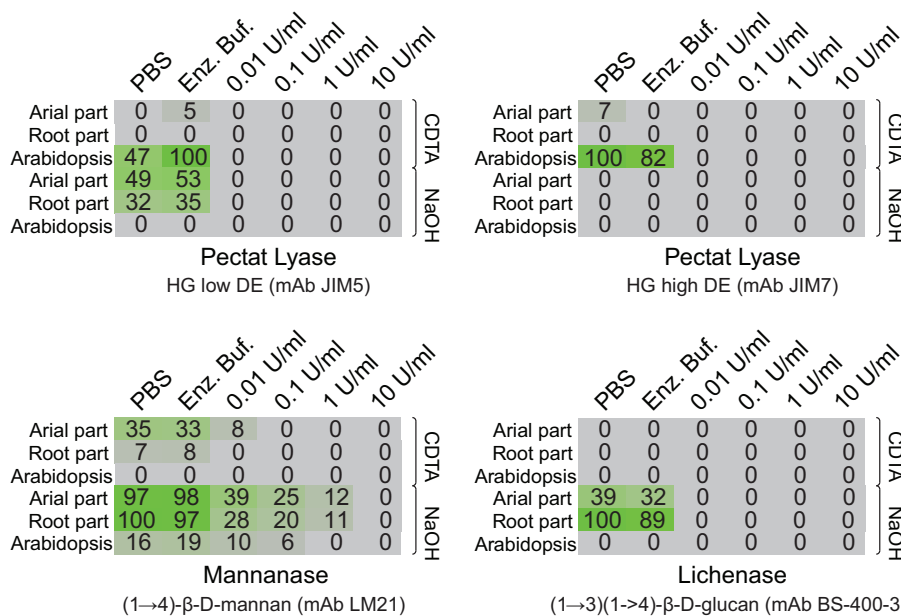 PBS Enz. Buf. 0.01 U/ml 0.1 U/ml 1 U/ml 10 U/ml
Arial part 0 5 0 0 0 0
Root part 0 0 0 0 0 0
Arabidopsis 47 100 0 0 0 0
CDTA
Arial part 49 53 0 0 0 0
Root part 32 35 0 0 0 0
Arabidopsis 0 0 0 0 0 0
NaOH
Pectat Lyase
HG low DE (mAb JIM5)
PBS Enz. Buf. 0.01 U/ml 0.1 U/ml 1 U/ml 10 U/ml
Arial part 7 0 0 0 0 0
Root part 0 0 0 0 0 0
Arabidopsis 100 82 0 0 0 0
CDTA
Arial part 0 0 0 0 0 0
Root part 0 0 0 0 0 0
Arabidopsis 0 0 0 0 0 0
NaOH
Pectat Lyase
HG high DE (mAb JIM7)
PBS Enz. Buf. 0.01 U/ml 0.1 U/ml 1 U/ml 10 U/ml
Arial part 35 33 8 0 0 0
Root part 7 8 0 0 0 0
Arabidopsis 0 0 0 0 0 0
CDTA
Arial part 97 98 39 25 12 0
Root part 100 97 28 20 11 0
Arabidopsis 16 19 10 6 0 0
NaOH
Mannanase
(1→4)-β-D-mannan (mAb LM21)
PBS Enz. Buf. 0.01 U/ml 0.1 U/ml 1 U/ml 10 U/ml
Arial part 0 0 0 0 0 0
Root part 0 0 0 0 0 0
Arabidopsis 0 0 0 0 0 0
CDTA
Arial part 39 32 0 0 0 0
Root part 100 89 0 0 0 0
Arabidopsis 0 0 0 0 0 0
NaOH
Lichenase
(1→3)(1->4)-β-D-glucan (mAb BS-400-3